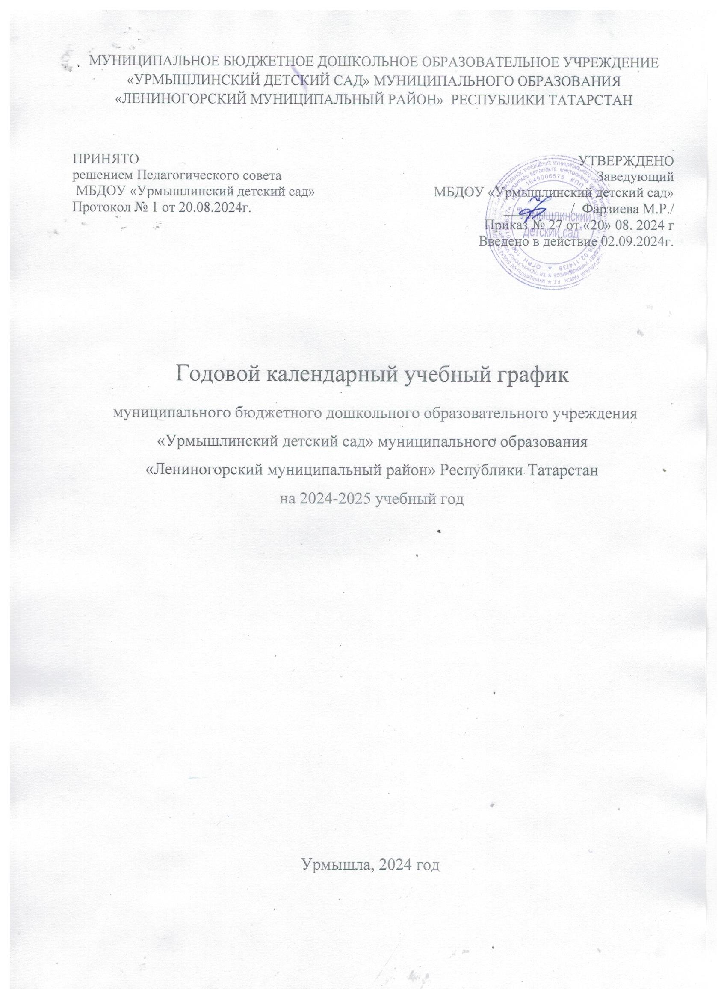 МУНИЦИПАЛЬНОЕ БЮДЖЕТНОЕ ДОШКОЛЬНОЕ ОБРАЗОВАТЕЛЬНОЕ УЧРЕЖДЕНИЕ
«УРМЫШЛИНСКИЙ ДЕТСКИЙ САД» МУНИЦИПАЛЬНОГО ОБРАЗОВАНИЯ
«ЛЕНИНОГОРСКИЙ МУНИЦИПАЛЬНЫЙ РАЙОН» РЕСПУБЛИКИ ТАТАРСТАН
ПРИНЯТО
решением Педагогического совета
МБДОУ «Урмышлинский детский сад»
Протокол № 1 от 20.08.2024г.
УТВЕРЖДЕНО
Заведующий
МБДОУ «Урмышлинский детский сад»
/ Фарзиева М.Р./
Приказ № 27 от «20» 08. 2024 г
Введено в действие 02.09.2024г.
"Урмышлинский
детский сад"
1649006575 КПП
ОГРН
Годовой календарный учебный график
муниципального бюджетного дошкольного образовательного учреждения
«Урмышлинский детский сад» муниципального образования
«Лениногорский муниципальный район» Республики Татарстан
на 2024-2025 учебный год
Урмышла, 2024 год